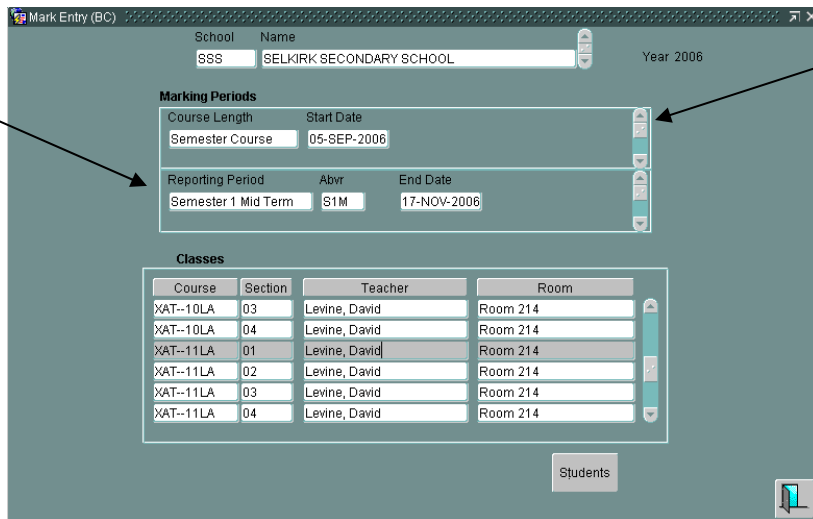 Mark Entry (BC)
School Name
SSS SELKIRK SECONDARY SCHOOL Year 2006
Marking Periods
Course Length Start Date
Semester Course 05-SEP-2006
Reporting Period Abvr End Date
Semester 1 Mid Term S1M 17-NOV-2006
Classes
Course Section Teacher Room
XAT--10LA 03 Levine, David Room 214
XAT--10LA 04 Levine, David Room 214
XAT--11LA 01 Levine, David Room 214
XAT--11LA 02 Levine, David Room 214
XAT--11LA 03 Levine, David Room 214
XAT--11LA 04 Levine, David Room 214
Students